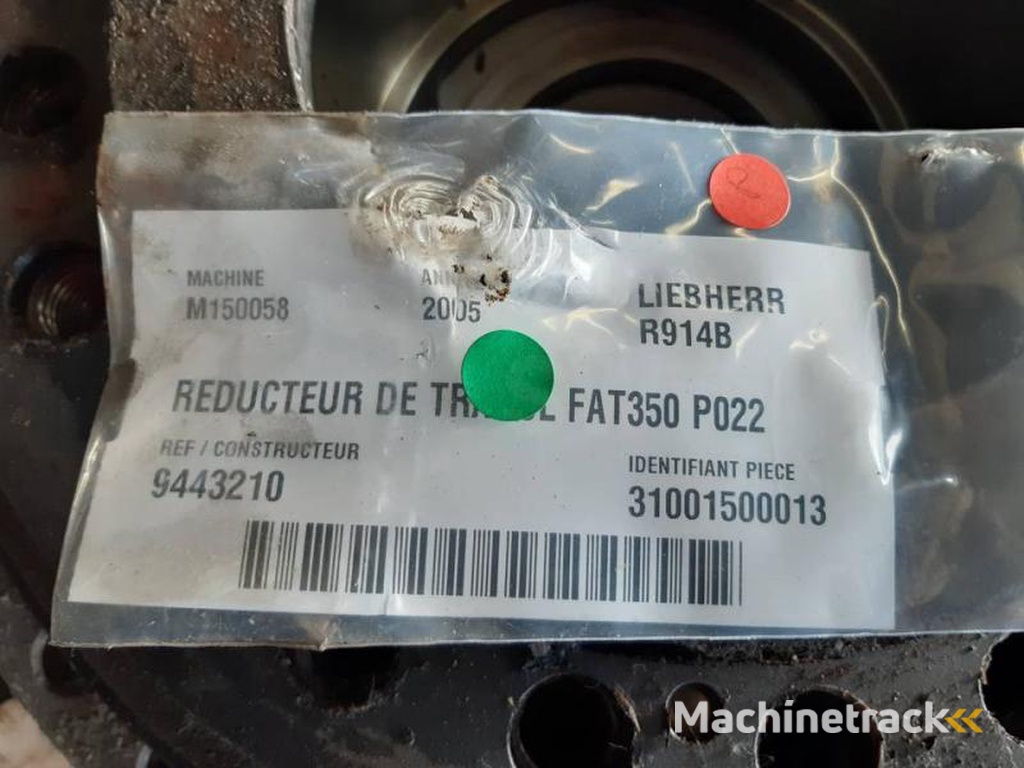 MACHINE
M150058
2005
LIEBHERR
R914B
REDUCTEUR DE FAT350 P022
REF / CONSTRUCTEUR
9443210
IDENTIFIANT PIECE
31001500013
Machinetrack